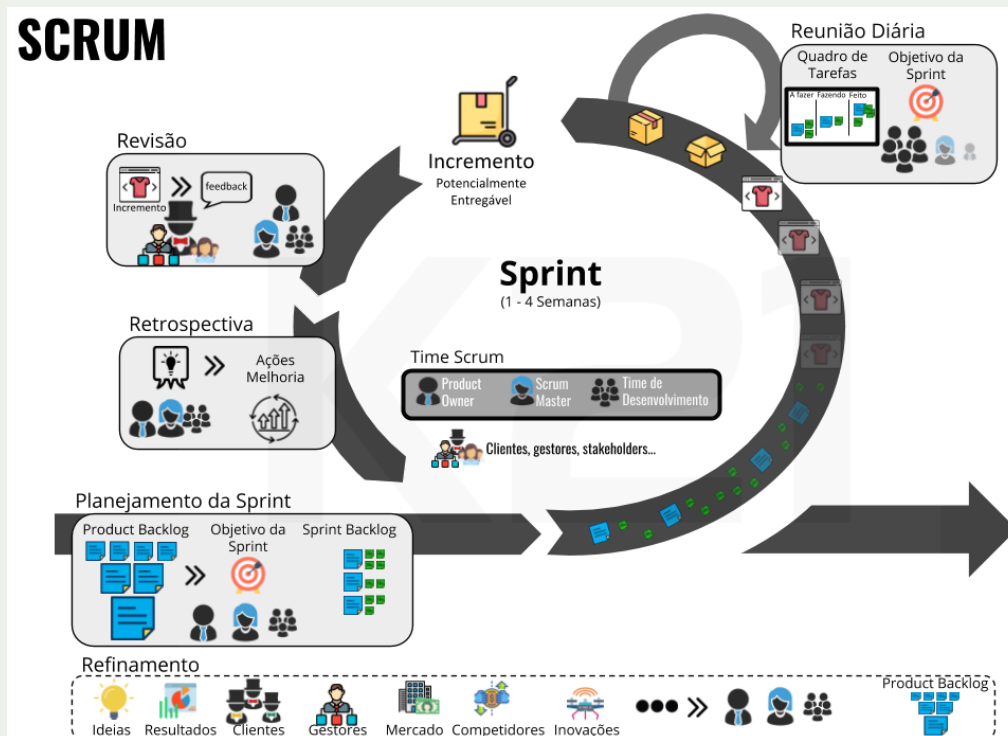 SCRUM
Reunião Diária
Quadro de
Tarefas
Objetivo da
Sprint
A fazer
Fazendo
Feito
Incremento
Potencialmente
Entregável
Revisão
feedback
Incremento
Sprint
(1 - 4 Semanas)
Retrospectiva
Ações
Melhoria
Time Scrum
Product
Owner
Scrum
Master
Time de
Desenvolvimento
Clientes, gestores, stakeholders...
Planejamento da Sprint
Product Backlog
Objetivo da
Sprint
Sprint Backlog
Refinamento
Ideias
Resultados
Clientes
Gestores
Mercado
Competidores
Inovações
Product Backlog
K21